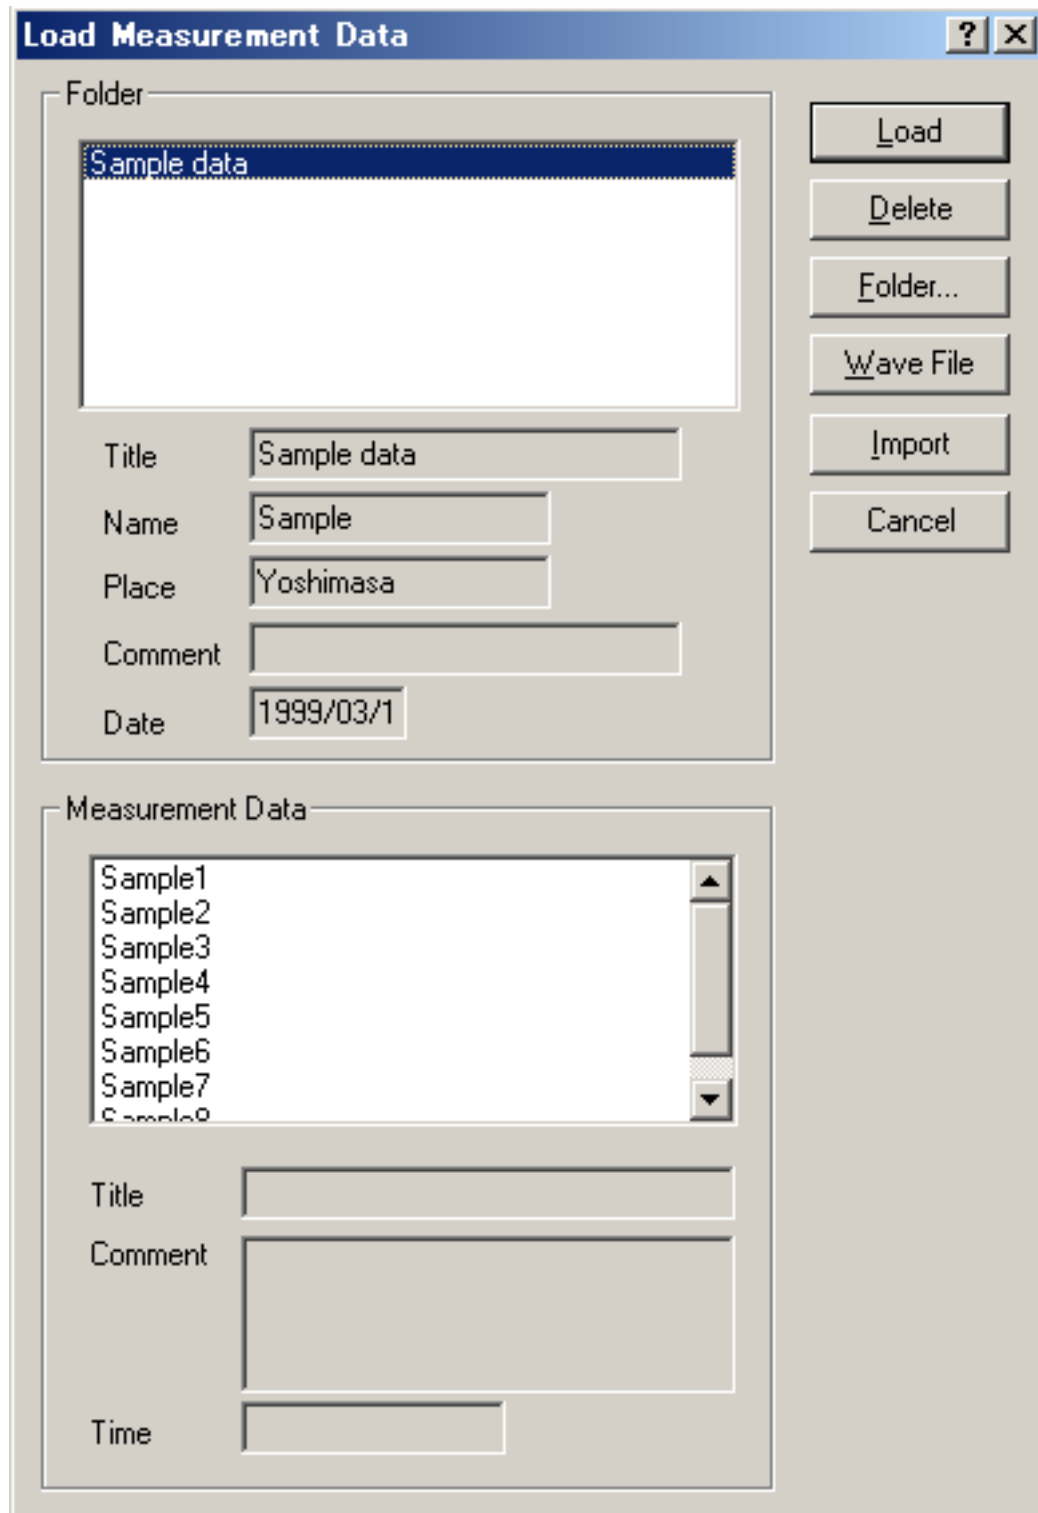 Load Measurement Data
Folder
Sample data
Title Sample data
Name Sample
Place Yoshimasa
Comment
Date 1999/03/1
Load
Delete
Folder...
Wave File
Import
Cancel
Measurement Data
Sample1
Sample2
Sample3
Sample4
Sample5
Sample6
Sample7
Title
Comment
Time